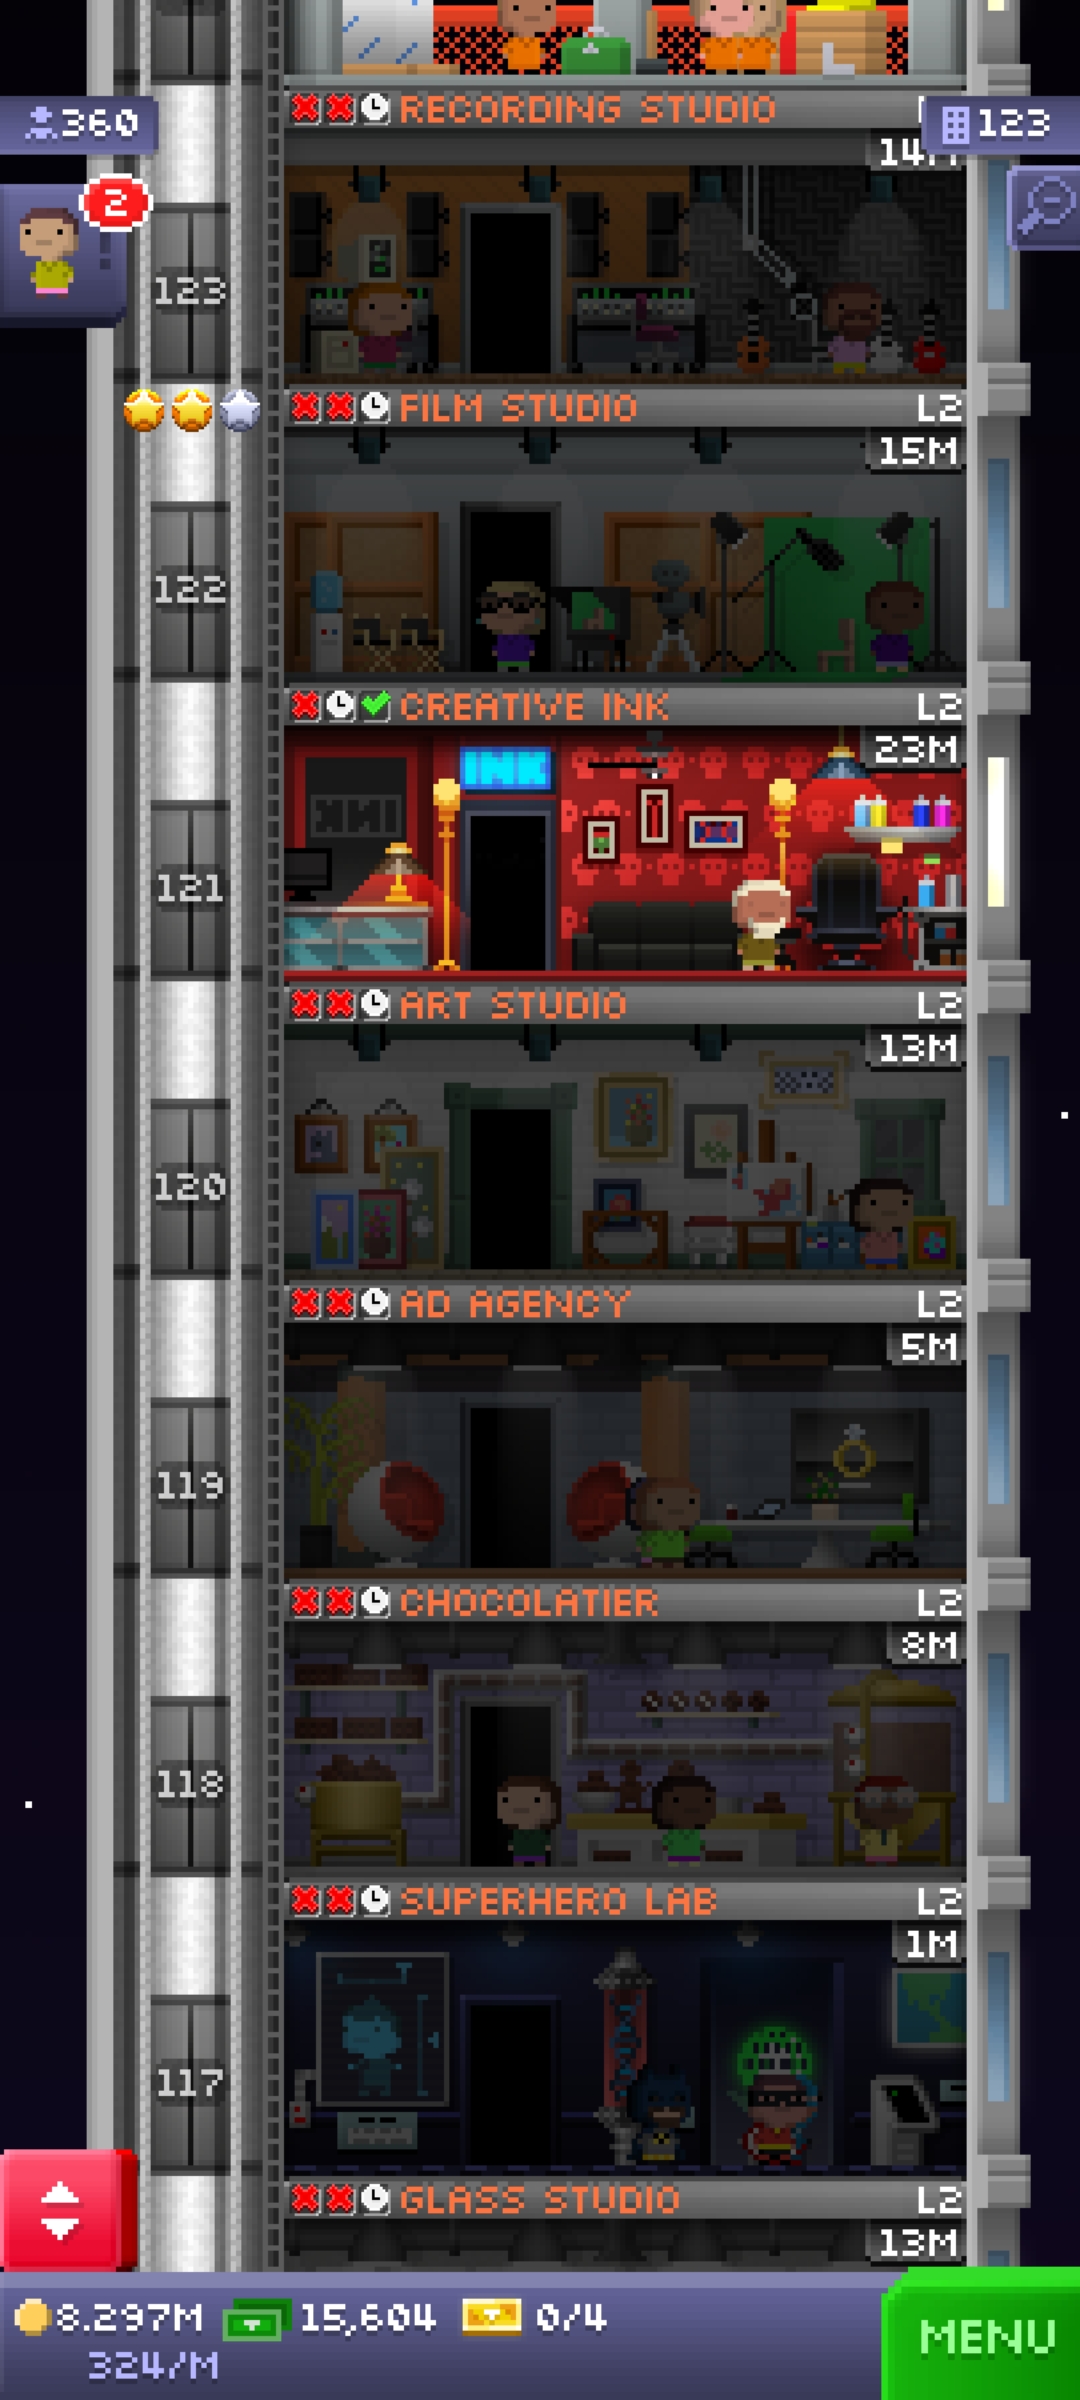 RECORDING STUDIO
360
123
14M
2
123
FILM STUDIO L2
15M
122
CREATIVE INK L2
23M
INK
121
ART STUDIO L2
13M
120
AD AGENCY L2
5M
119
CHOCOLATIER L2
8M
118
SUPERHERO LAB L2
1M
117
GLASS STUDIO L2
13M
8.297M 15,604 0/4
324/M
MENU